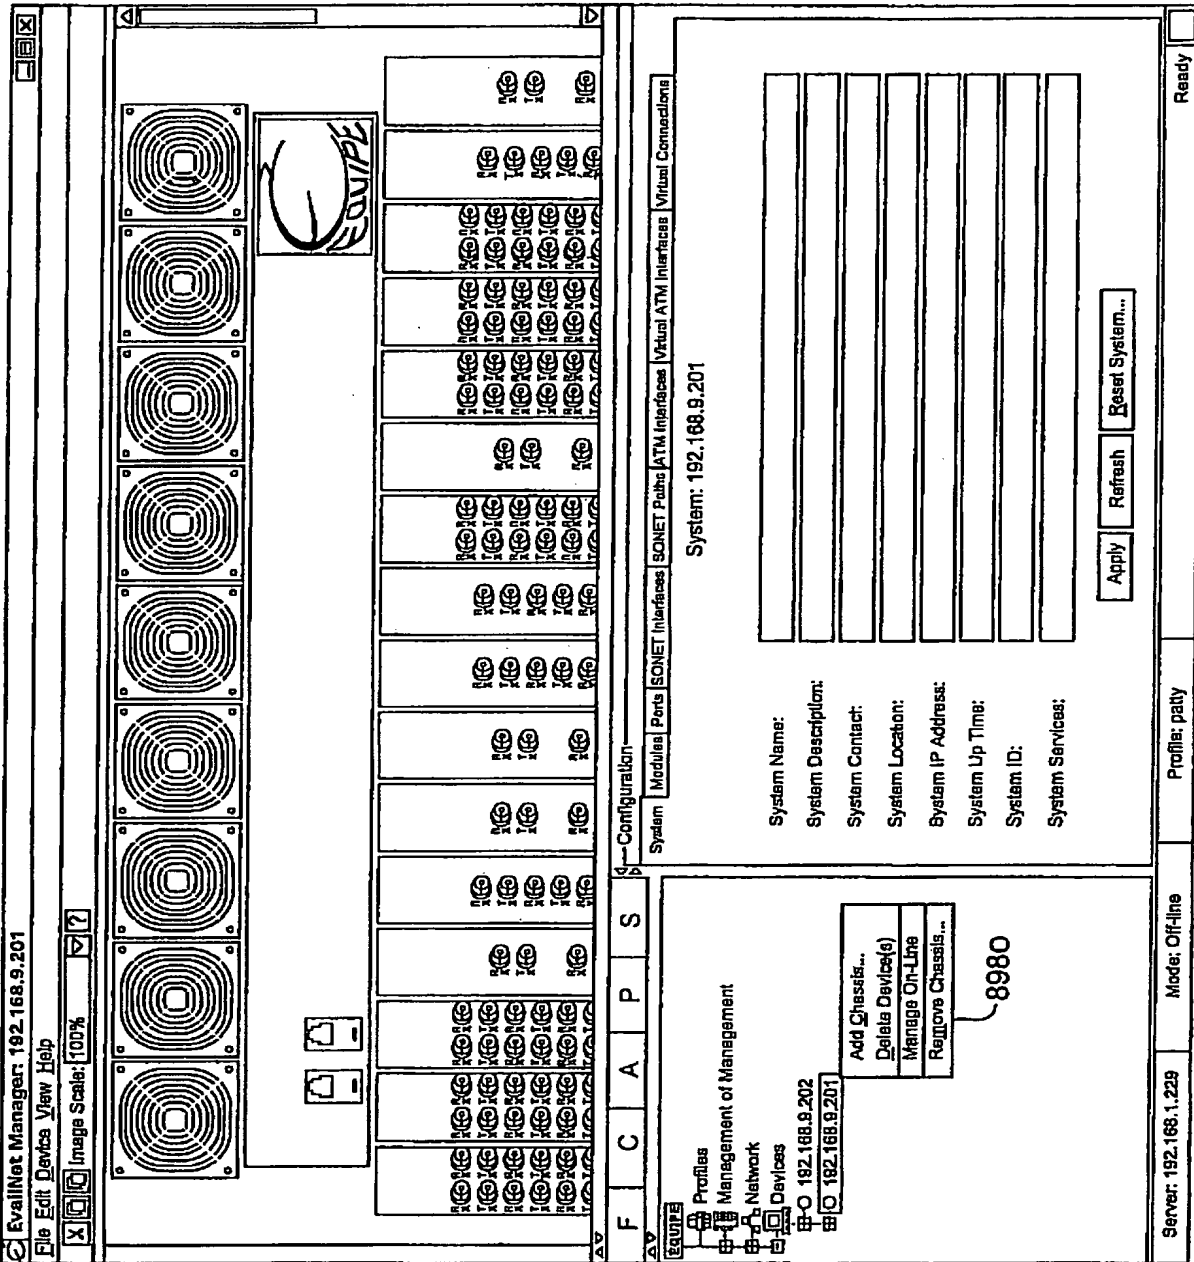 EvaliNet Manager: 192.168.9.201
File Edit Device View Help
Image Scale: 100%
?
EQUIPE
F C A P S
EQUIPE
Profiles
Management of Management
Network
Devices
192.168.9.202
192.168.9.201
Add Chassis...
Delete Device(s)
Manage On-Line
Remove Chassis...
8980
Configuration
System Modules Ports SONET Interfaces SONET Paths ATM Interfaces Virtual ATM Interfaces Virtual Connections
System: 192.168.9.201
System Name:
System Description:
System Contact:
System Location:
System IP Address:
System Up Time:
System ID:
System Services:
Apply Refresh Reset System...
Server: 192.168.1.229 Mode: Off-line Profile: patty Ready